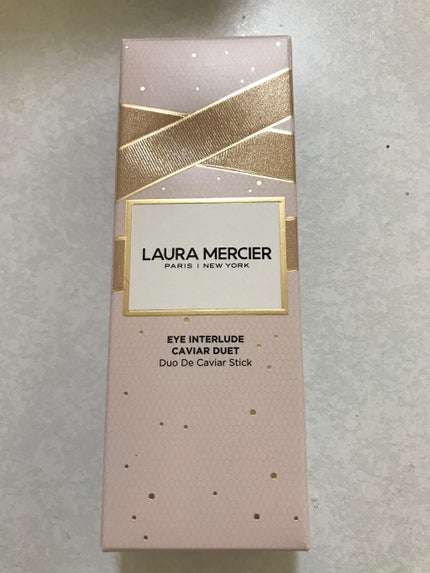 LAURA MERCIER
PARIS | NEW YORK
EYE INTERLUDE
CAVIAR DUET
Duo De Caviar Stick